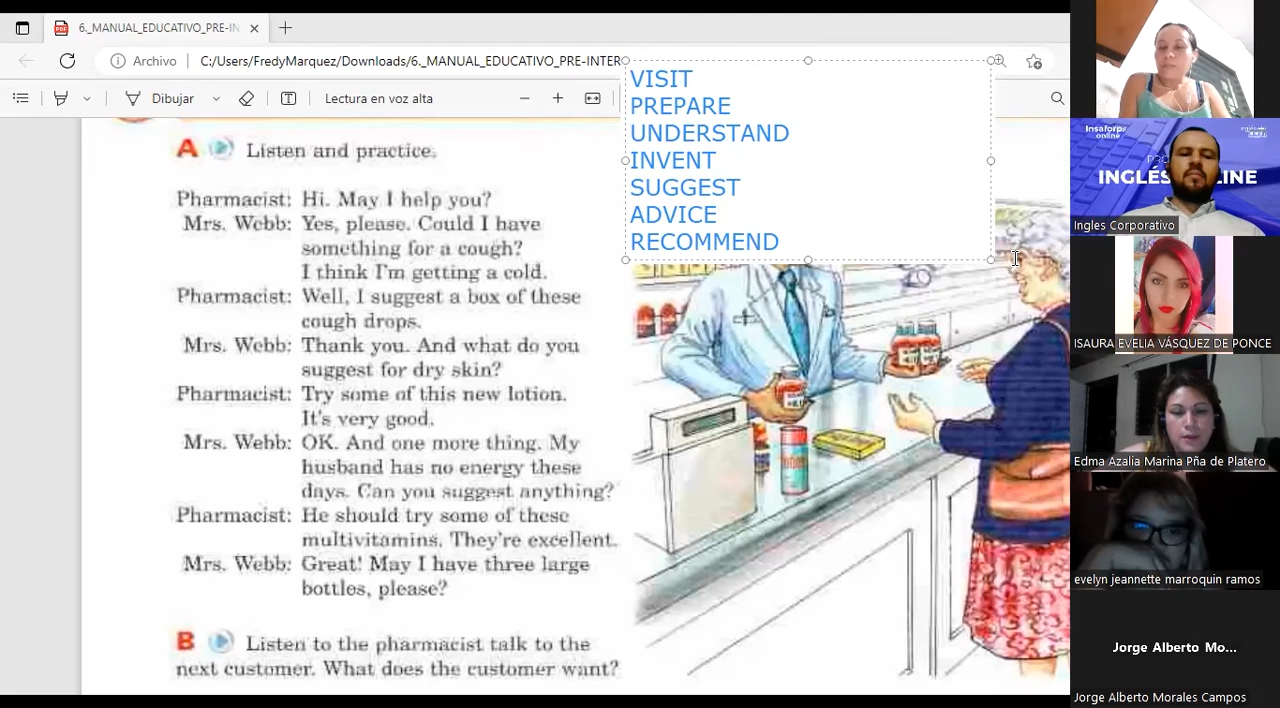 6._MANUAL_EDUCATIVO_PRE-IN
Archivo
C:/Users/FredyMarquez/Downloads/6._MANUAL_EDUCATIVO_PRE-INTER
Dibujar
Lectura en voz alta
VISIT
PREPARE
UNDERSTAND
INVENT
SUGGEST
ADVICE
RECOMMEND
A Listen and practice.
Pharmacist: Hi. May I help you?
Mrs. Webb: Yes, please. Could I have
something for a cough?
I think I'm getting a cold.
Pharmacist: Well, I suggest a box of these
cough drops.
Mrs. Webb: Thank you. And what do you
suggest for dry skin?
Pharmacist: Try some of this new lotion.
It's very good.
Mrs. Webb: OK. And one more thing. My
husband has no energy these
days. Can you suggest anything?
Pharmacist: He should try some of these
multivitamins. They're excellent.
Mrs. Webb: Great! May I have three large
bottles, please?
B Listen to the pharmacist talk to the
next customer. What does the customer want?
Insaforp
online
INGLÉS ONLINE
Ingles Corporativo
ISAURA EVELIA VÁSQUEZ DE PONCE
Edma Azalia Marina Pña de Platero
evelyn jeannette marroquin ramos
Jorge Alberto Mo...
Jorge Alberto Morales Campos